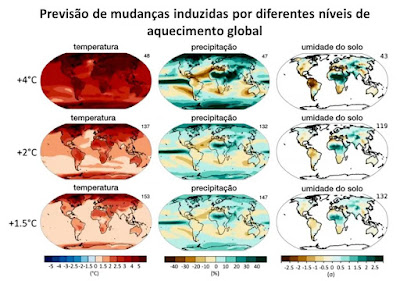 Previsão de mudanças induzidas por diferentes níveis de
aquecimento global
temperatura precipitação umidade do solo
48 47 43
+4°C
temperatura precipitação umidade do solo
137 132 119
+2°C
temperatura precipitação umidade do solo
153 147 132
+1.5°C
-5 -4 -3 -2 -1.5 -1 -0.5 0 0.5 1 1.5 2 3 4 5
(°C)
-40 -30 -20 -10 0 10 20 30 40
(%)
-2.5 -2 -1.5 -1 -0.5 0 0.5 1 1.5 2 2.5
(σ)